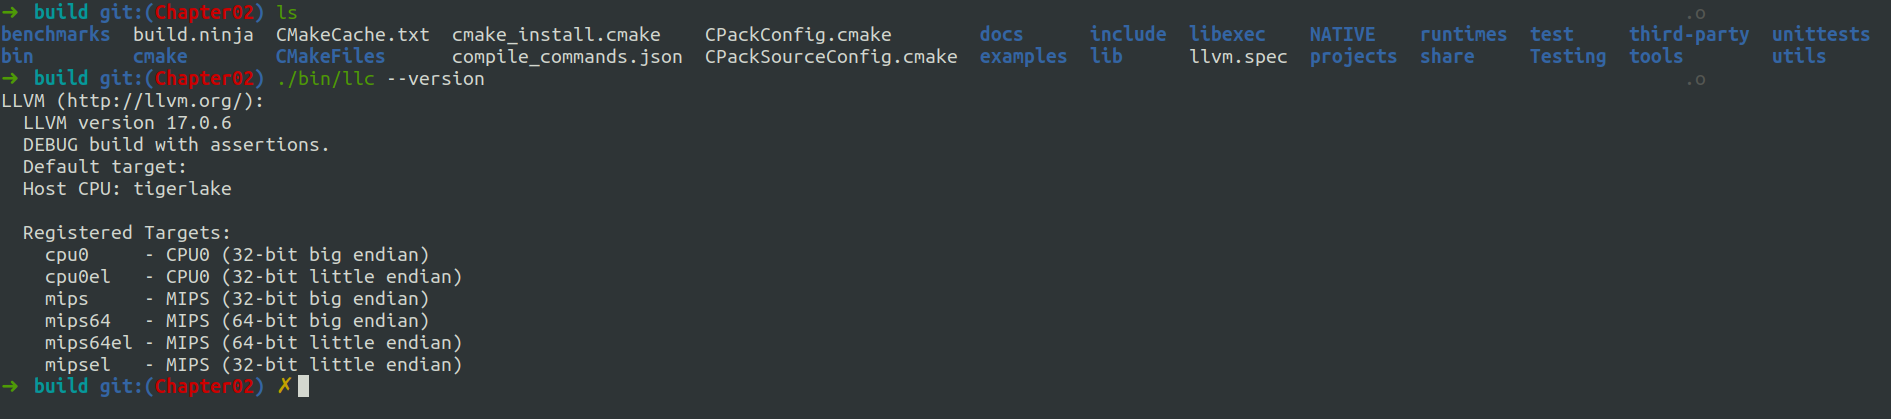 ➜ build git:(Chapter02) ls .o
benchmarks build.ninja CMakeCache.txt cmake_install.cmake CPackConfig.cmake docs include libexec NATIVE runtimes test third-party unittests
bin cmake CMakeFiles compile_commands.json CPackSourceConfig.cmake examples lib llvm.spec projects share Testing tools utils
➜ build git:(Chapter02) ./bin/llc --version .o
LLVM (http://llvm.org/):
  LLVM version 17.0.6
  DEBUG build with assertions.
  Default target:
  Host CPU: tigerlake

  Registered Targets:
    cpu0     - CPU0 (32-bit big endian)
    cpu0el   - CPU0 (32-bit little endian)
    mips     - MIPS (32-bit big endian)
    mips64   - MIPS (64-bit big endian)
    mips64el - MIPS (64-bit little endian)
    mipsel   - MIPS (32-bit little endian)
➜ build git:(Chapter02) ✗